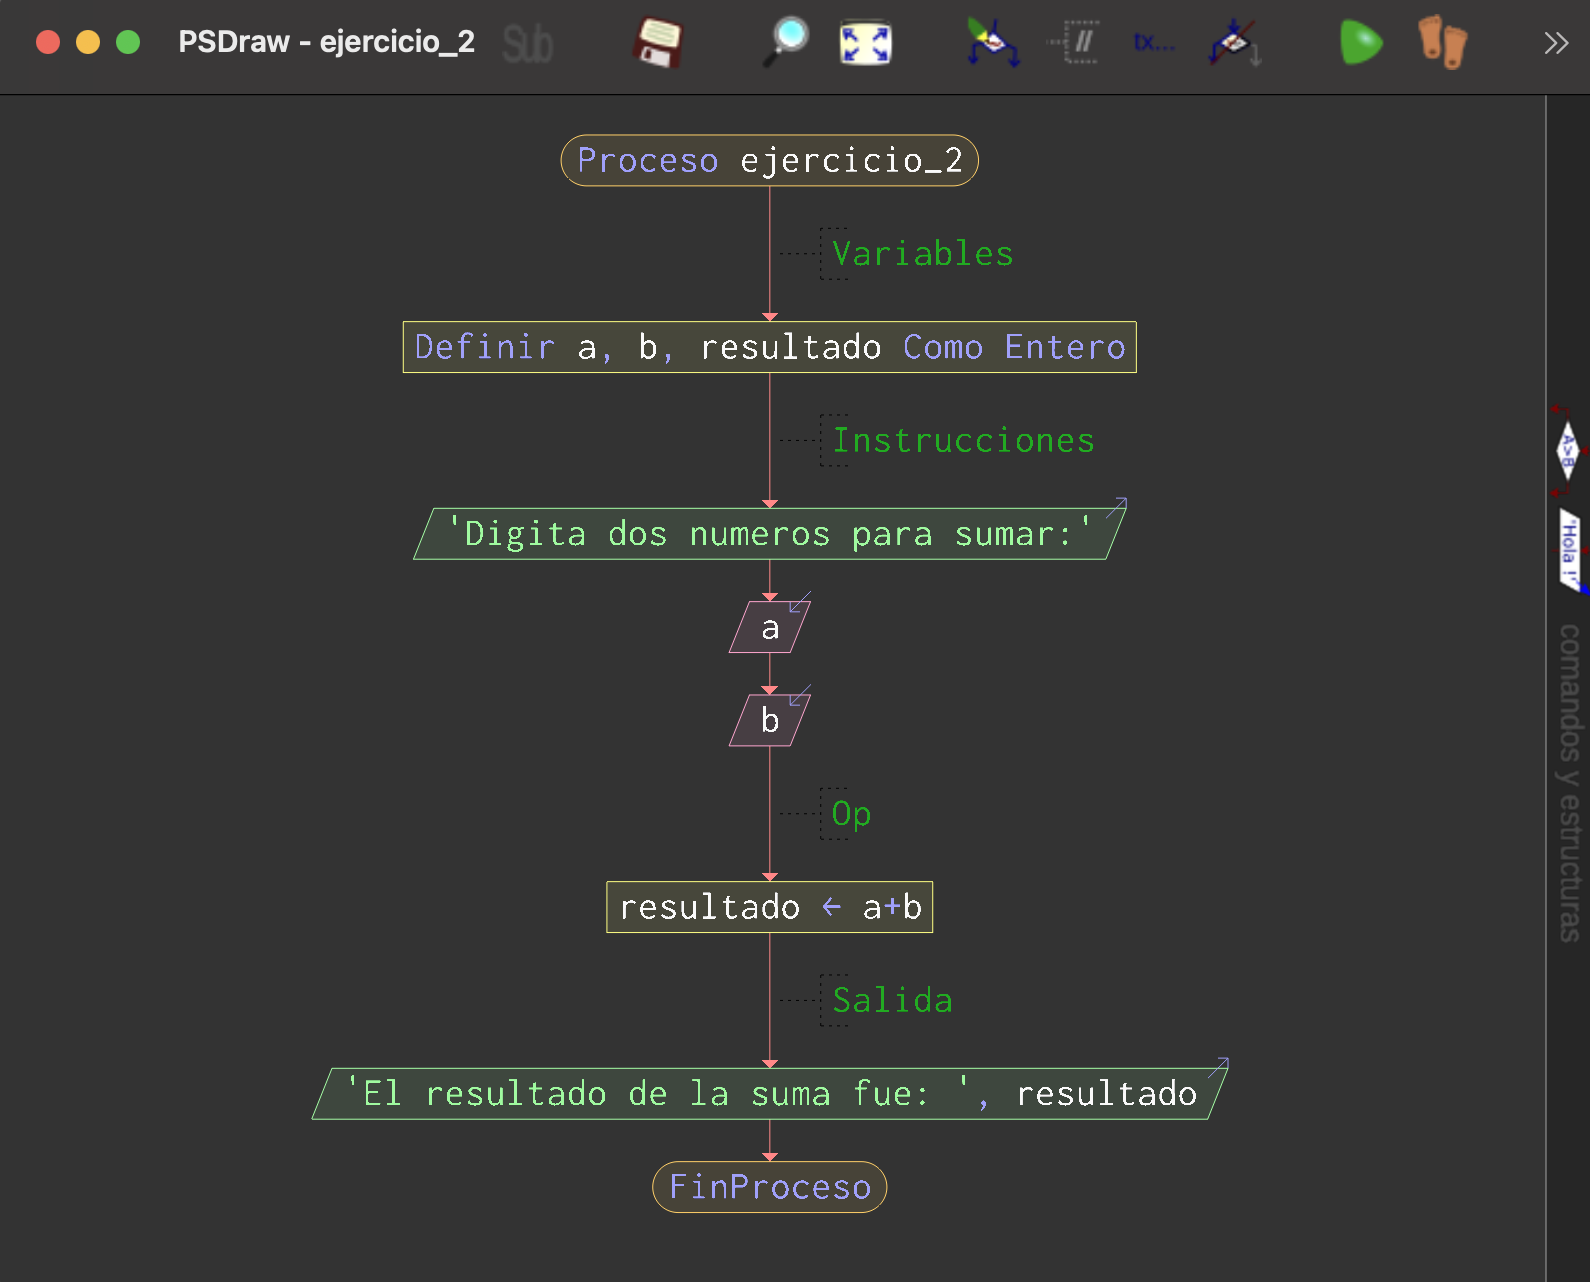 PSDraw - ejercicio_2
Sub
//
tx...
Proceso ejercicio_2
Variables
Definir a, b, resultado Como Entero
Instrucciones
'Digita dos numeros para sumar:'
a
b
Op
resultado ← a+b
Salida
'El resultado de la suma fue: ', resultado
FinProceso
A>B
'Hola !'
comandos y estructuras